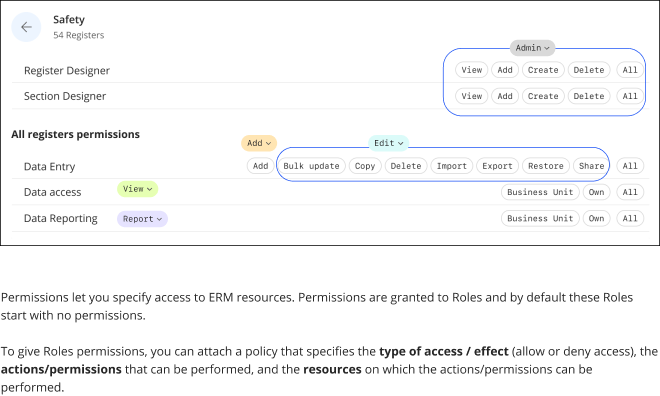 Safety
54 Registers
Admin
Register Designer View Add Create Delete All
Section Designer View Add Create Delete All
All registers permissions
Add Edit
Data Entry Add Bulk update Copy Delete Import Export Restore Share All
Data access View Business Unit Own All
Data Reporting Report Business Unit Own All
Permissions let you specify access to ERM resources. Permissions are granted to Roles and by default these Roles
start with no permissions.
To give Roles permissions, you can attach a policy that specifies the type of access / effect (allow or deny access), the
actions/permissions that can be performed, and the resources on which the actions/permissions can be
performed.